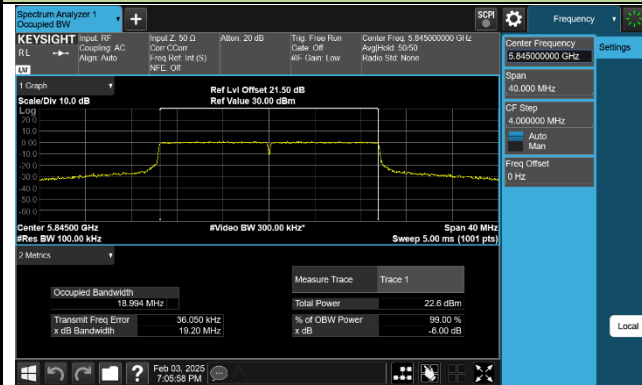 Spectrum Analyzer 1
Occupied BW
SCPI
Frequency
KEYSIGHT
RL
LXI
Input: RF
Coupling: AC
Align: Auto
Input Z: 50 Ω
Corr CCorr
Freq Ref: Int (S)
NFE: Off
Atten: 20 dB
Trig: Free Run
Gate: Off
#IF Gain: Low
Center Freq: 5.845000000 GHz
Avg|Hold: 50/50
Radio Std: None
Center Frequency
5.845000000 GHz
Settings
Span
40.000 MHz
CF Step
4.000000 MHz
Auto
Man
Freq Offset
0 Hz
Local
1 Graph
Scale/Div 10.0 dB
Ref Lvl Offset 21.50 dB
Ref Value 30.00 dBm
Log
20.0
10.0
0.00
-10.0
-20.0
-30.0
-40.0
-50.0
-60.0
Center 5.84500 GHz
#Res BW 100.00 kHz
#Video BW 300.00 kHz*
Span 40 MHz
Sweep 5.00 ms (1001 pts)
2 Metrics
Measure Trace
Trace 1
Occupied Bandwidth
18.994 MHz
Total Power
22.6 dBm
Transmit Freq Error
36.050 kHz
% of OBW Power
99.00 %
x dB Bandwidth
19.20 MHz
x dB
-6.00 dB
Feb 03, 2025
7:05:58 PM